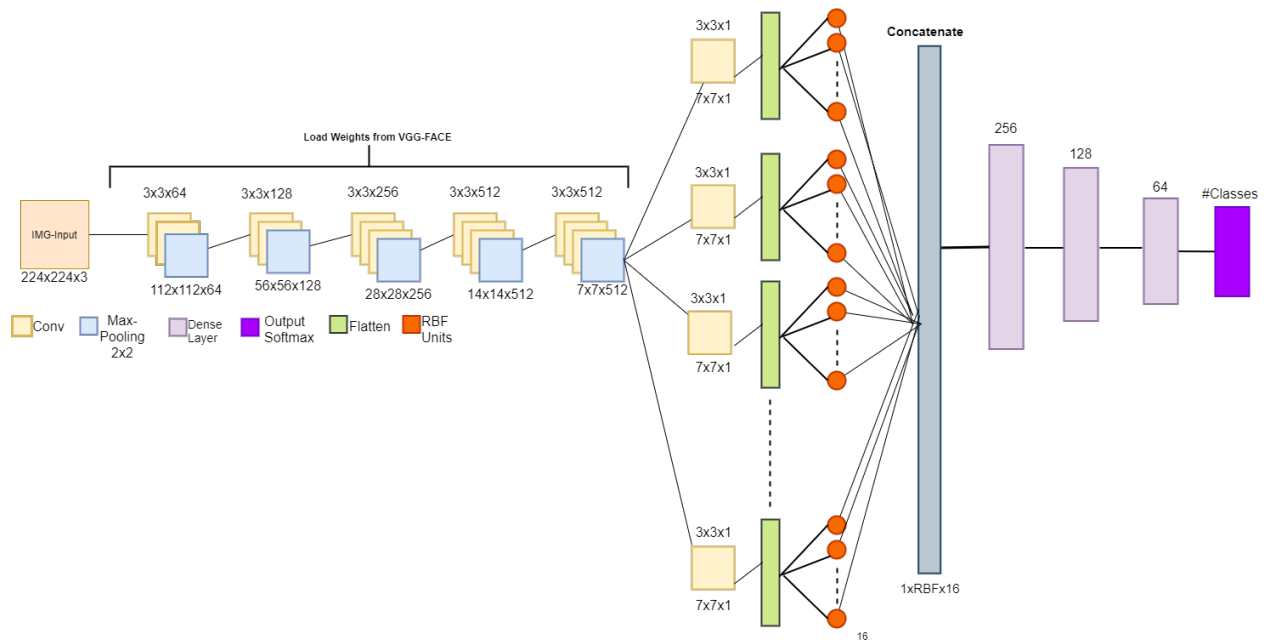 Load Weights from VGG-FACE
IMG-Input
224x224x3
3x3x64
112x112x64
3x3x128
56x56x128
3x3x256
28x28x256
3x3x512
14x14x512
3x3x512
7x7x512
Conv
Max-
Pooling
2x2
Dense
Layer
Output
Softmax
Flatten
RBF
Units
3x3x1
7x7x1
3x3x1
7x7x1
3x3x1
7x7x1
3x3x1
7x7x1
16
Concatenate
1xRBFx16
256
128
64
#Classes